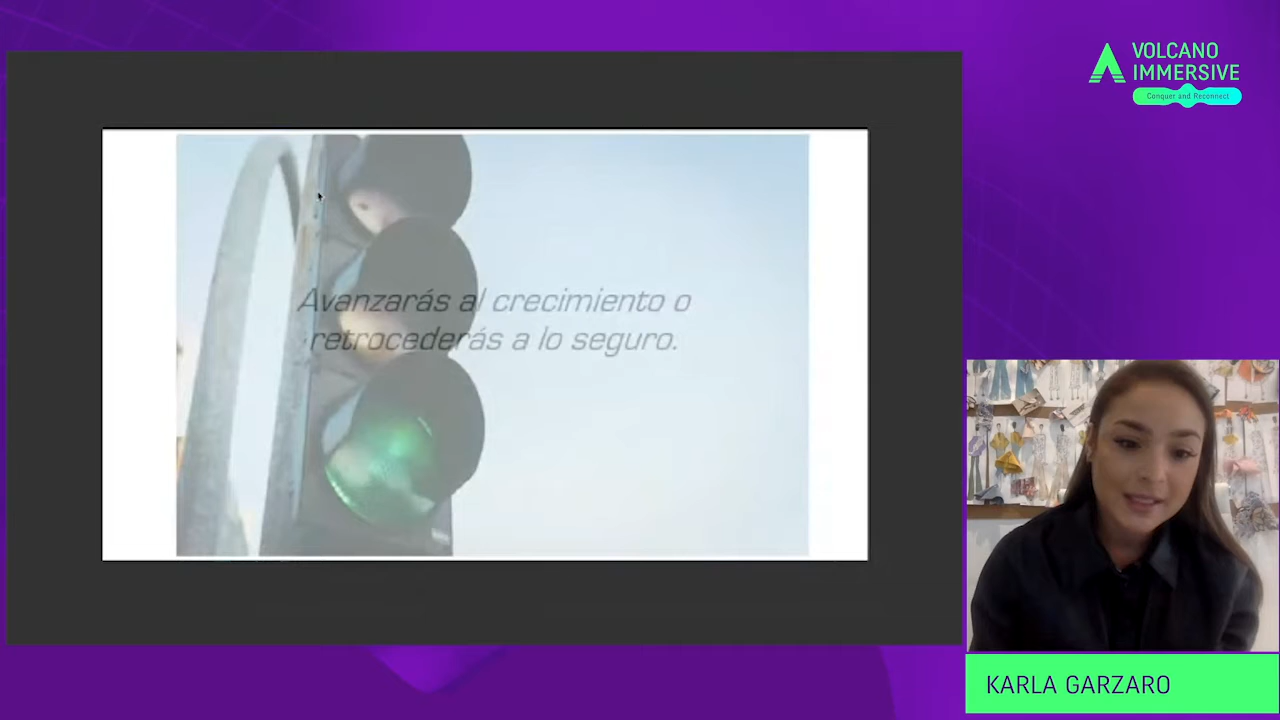 VOLCANO
IMMERSIVE
Conquer and Reconnect
Avanzarás al crecimiento o
retrocederás a lo seguro.
KARLA GARZARO